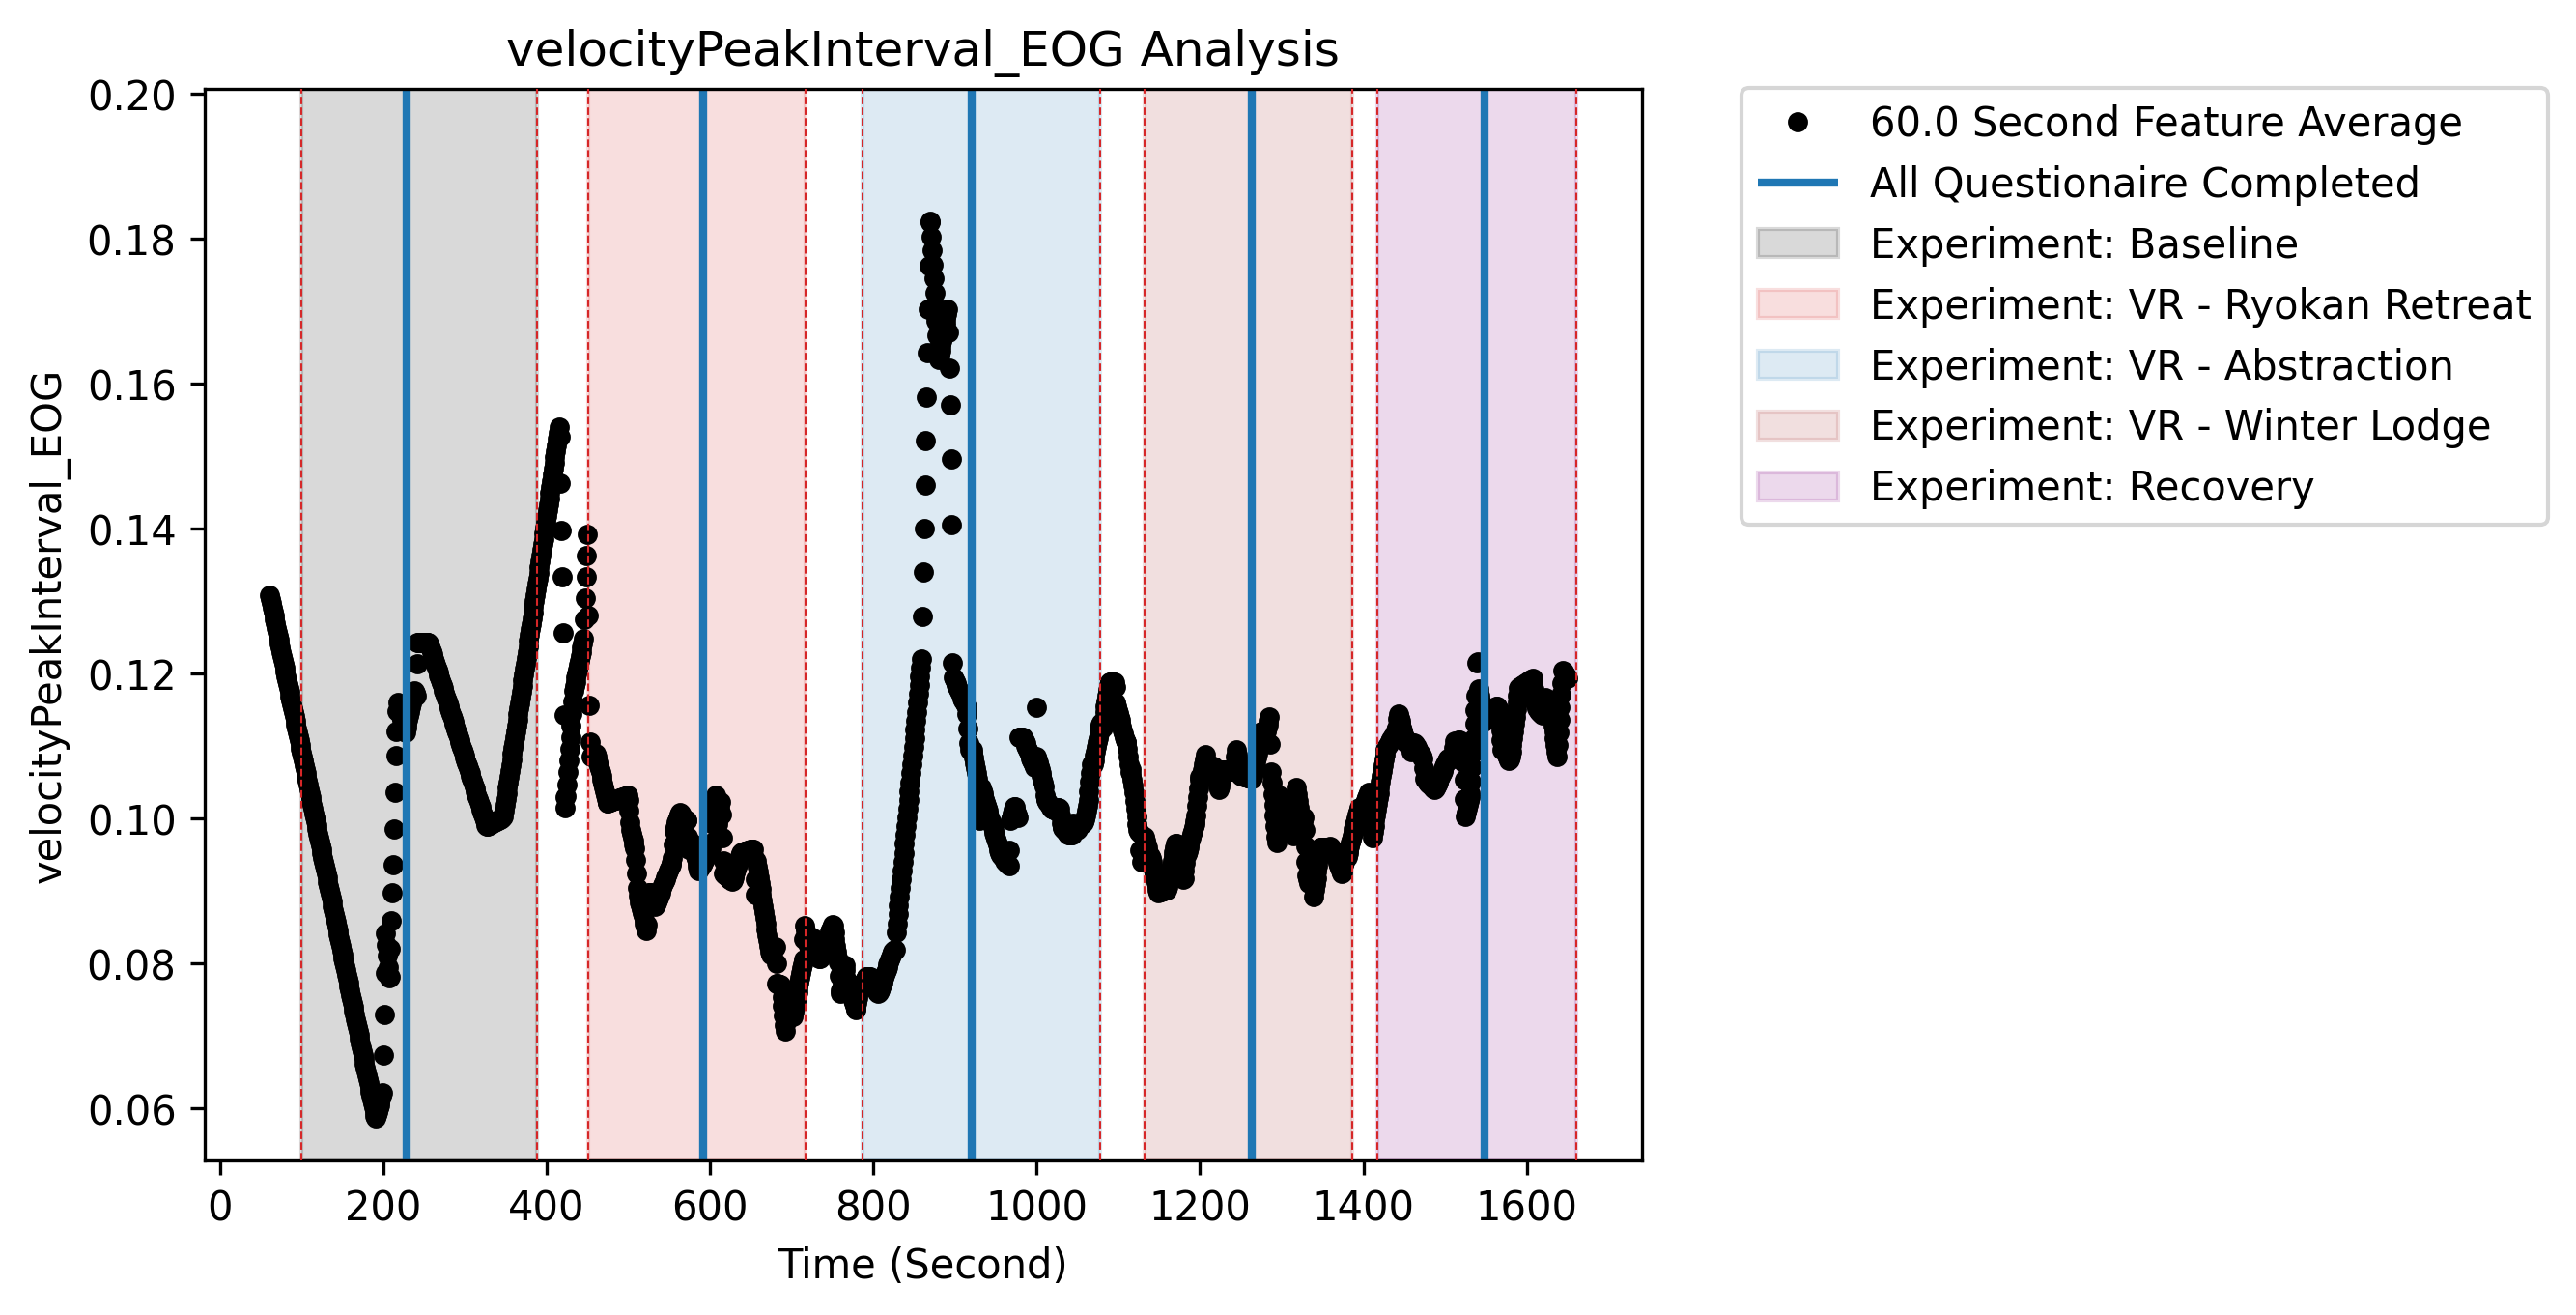 velocityPeakInterval_EOG Analysis
0.20
0.18
0.16
0.14
0.12
0.10
0.08
0.06
velocityPeakInterval_EOG
0 200 400 600 800 1000 1200 1400 1600
Time (Second)
60.0 Second Feature Average
All Questionaire Completed
Experiment: Baseline
Experiment: VR - Ryokan Retreat
Experiment: VR - Abstraction
Experiment: VR - Winter Lodge
Experiment: Recovery